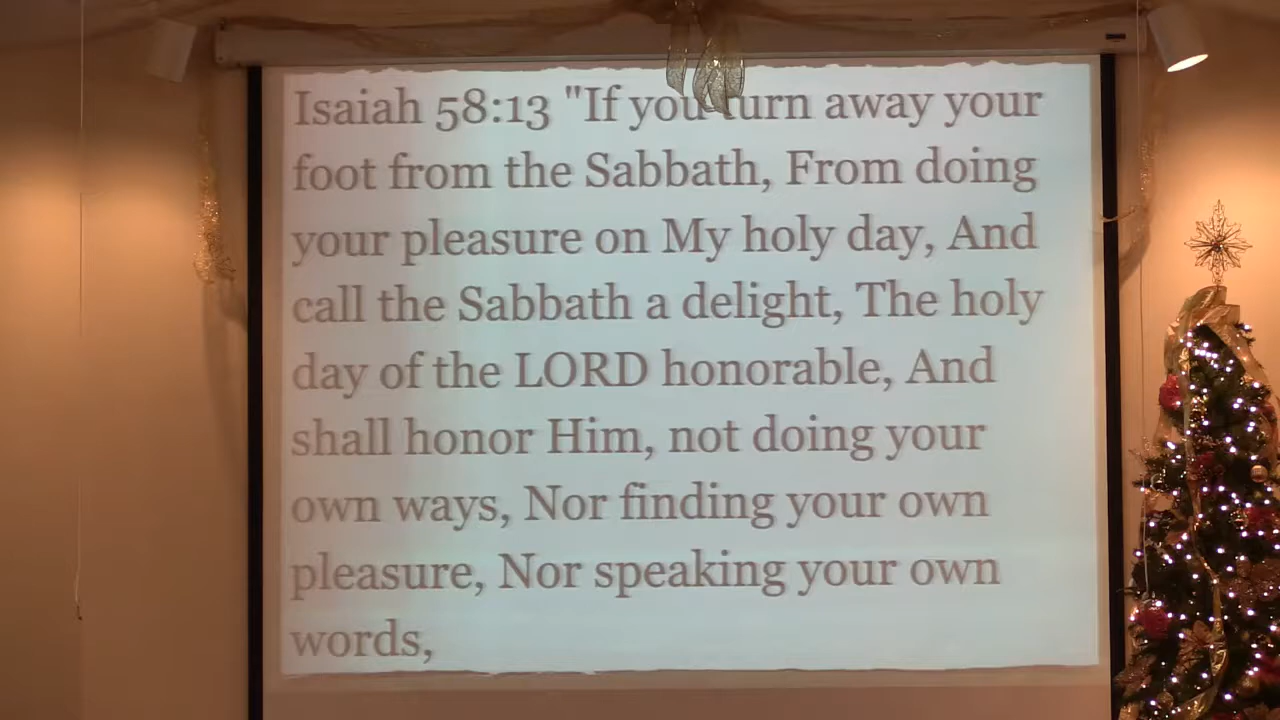 Isaiah 58:13 "If you turn away your
foot from the Sabbath, From doing
your pleasure on My holy day, And
call the Sabbath a delight, The holy
day of the LORD honorable, And
shall honor Him, not doing your
own ways, Nor finding your own
pleasure, Nor speaking your own
words,